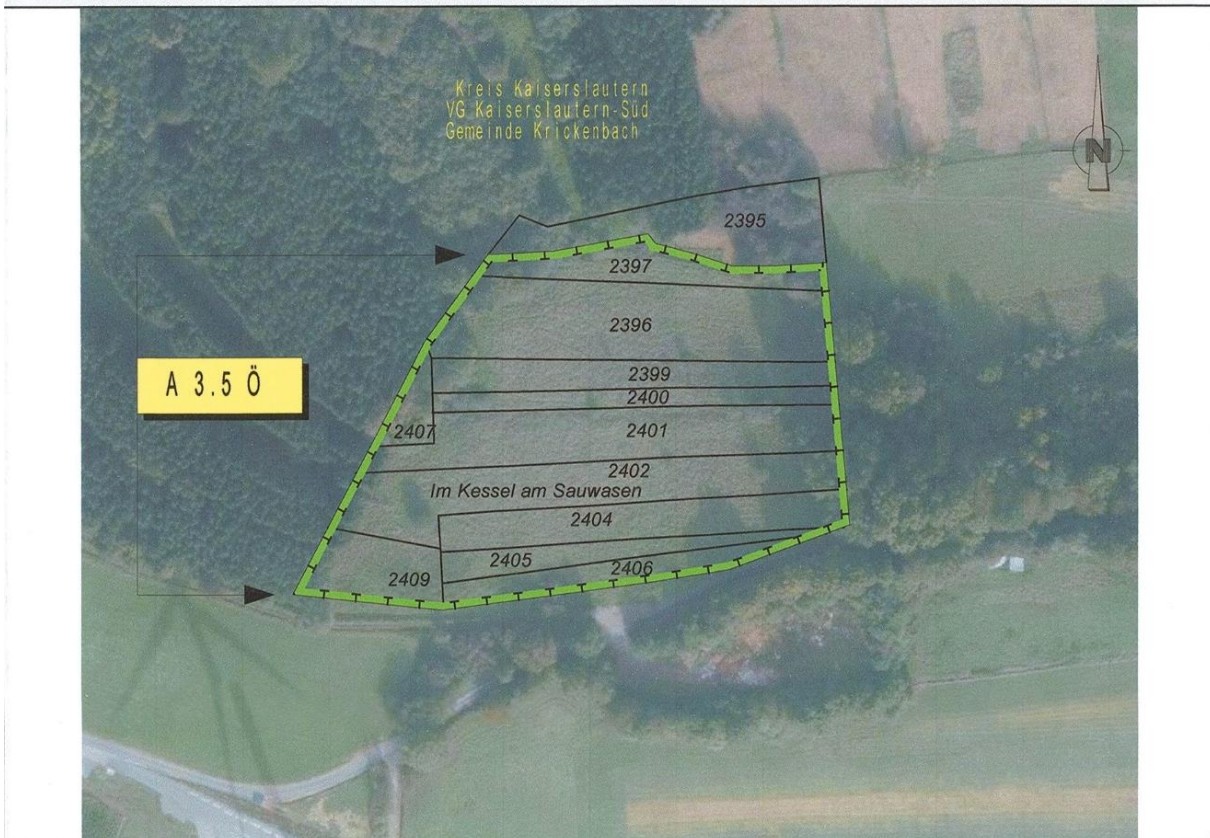 Kreis Kaiserslautern
VG Kaiserslautern-Süd
Gemeinde Krickenbach
N
2395
2397
2396
2399
A 3.5 Ö
2400
2407
2401
2402
Im Kessel am Sauwasen
2404
2405
2406
2409